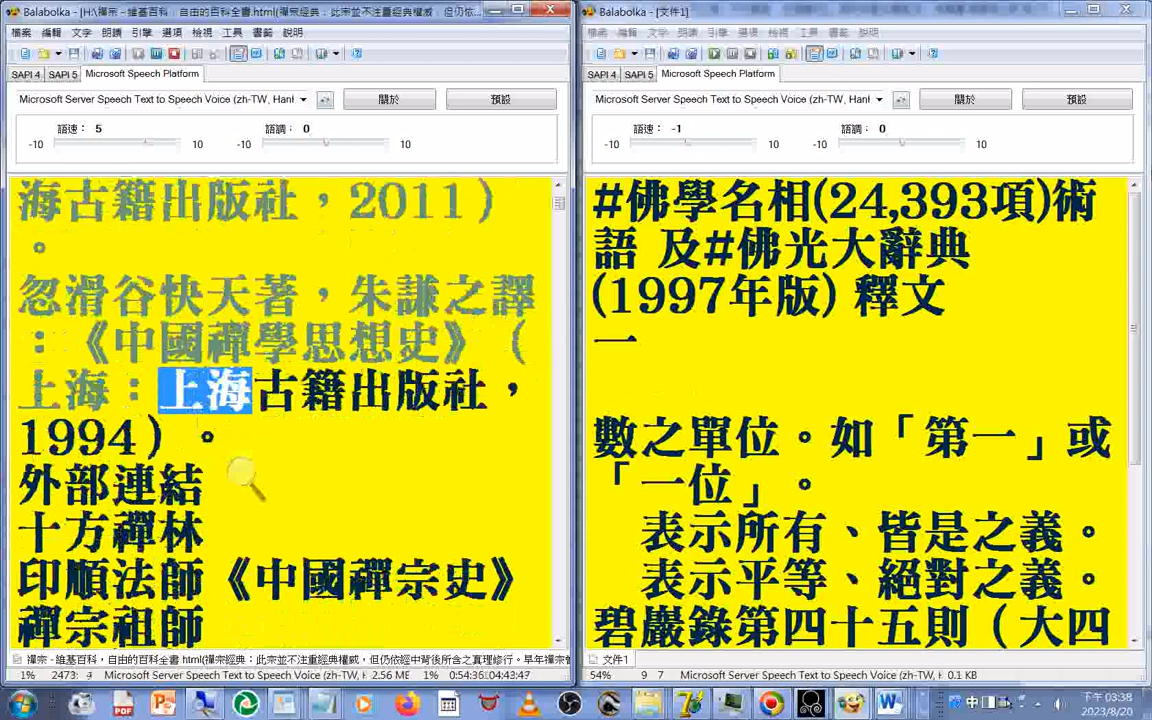 Balabolka - [H:\禪宗 - 維基百科，自由的百科全書.html(禪宗經典：此宗並不注重經典權威，但仍依...
檔案 編輯 文字 朗讀 引擎 選項 檢視 工具 書籤 說明
SAPI 4 SAPI 5 Microsoft Speech Platform
Microsoft Server Speech Text to Speech Voice (zh-TW, Han
關於 預設
語速： 5 語調： 0
-10 10 -10 10
海古籍出版社，2011）
。
忽滑谷快天著，朱謙之譯
：《中國禪學思想史》（
上海：上海古籍出版社，
1994）。
外部連結
十方禪林
印順法師《中國禪宗史》
禪宗祖師
禪宗 - 維基百科，自由的百科全書 html(禪宗經典：此宗並不注重經典權威，但仍依經中背後所含之真理修行。早年禪宗
1% 2473: Microsoft Server Speech Text to Speech Voice (zh-T 2.56 ME 1% 0:54:36
Balabolka - [文件1]
檔案 編輯 文字 朗讀 引擎 選項 檢視 工具 書籤 說明
SAPI 4 SAPI 5 Microsoft Speech Platform
Microsoft Server Speech Text to Speech Voice (zh-TW, Han
關於 預設
語速： -1 語調： 0
-10 10 -10 10
#佛學名相(24,393項)術
語 及#佛光大辭典
(1997年版) 釋文
一
數之單位。如「第一」或
「一位」。
表示所有、皆是之義。
表示平等、絕對之義。
碧巖錄第四十五則（大四
文件1
54% 9 7 Microsoft Server Speech Text to Speech Voice (zh-TW, H 0.1 KB
PDF
中
下午 03:38
2023/8/20